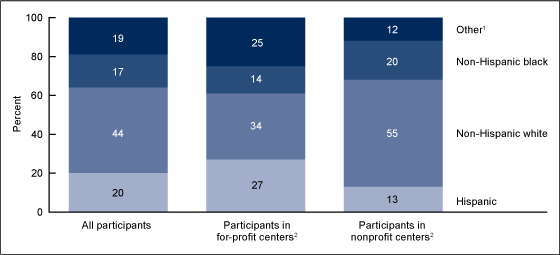 100
80
60
40
20
0
Percent
19
17
44
20
25
14
34
27
12
20
55
13
Other¹
Non-Hispanic black
Non-Hispanic white
Hispanic
All participants
Participants in
for-profit centers²
Participants in
nonprofit centers²